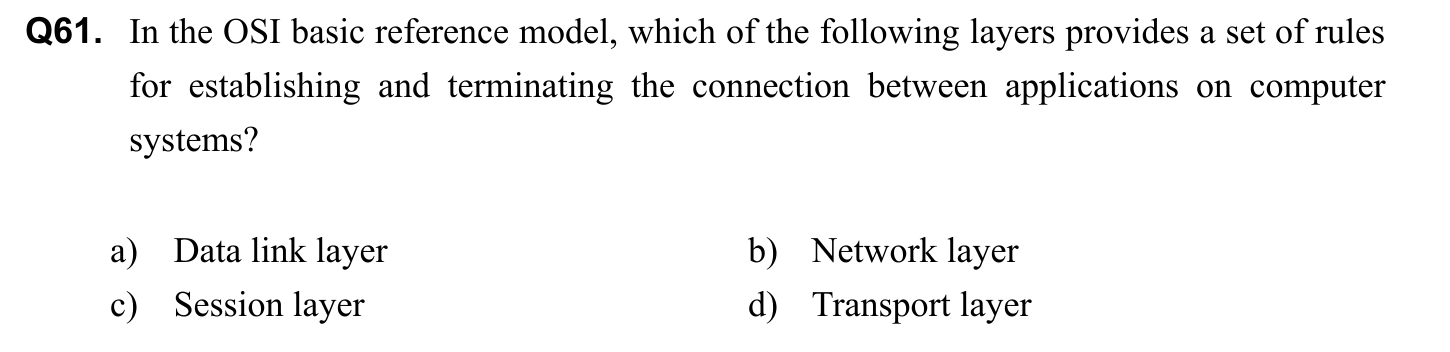 Q61. In the OSI basic reference model, which of the following layers provides a set of rules
for establishing and terminating the connection between applications on computer
systems?
a) Data link layer b) Network layer
c) Session layer d) Transport layer